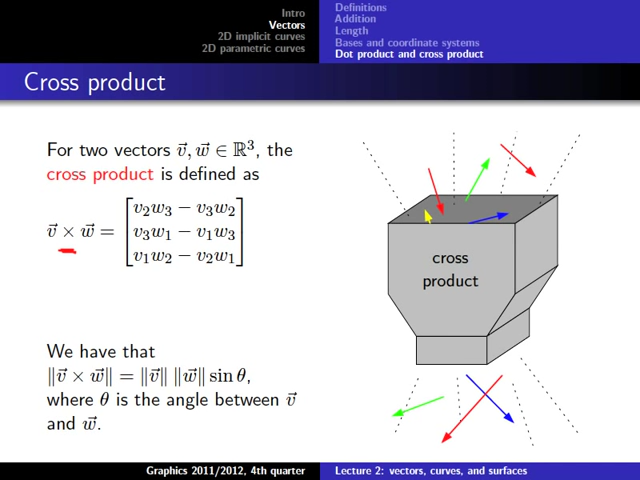 Intro
Vectors
2D implicit curves
2D parametric curves
Definitions
Addition
Length
Bases and coordinate systems
Dot product and cross product
Cross product
For two vectors v⃗, w⃗ ∈ ℝ³, the
cross product is defined as
v⃗ × w⃗ = [v₂w₃ − v₃w₂
v₃w₁ − v₁w₃
v₁w₂ − v₂w₁]
We have that
‖v⃗ × w⃗‖ = ‖v⃗‖ ‖w⃗‖ sin θ,
where θ is the angle between v⃗
and w⃗.
cross
product
Graphics 2011/2012, 4th quarter
Lecture 2: vectors, curves, and surfaces